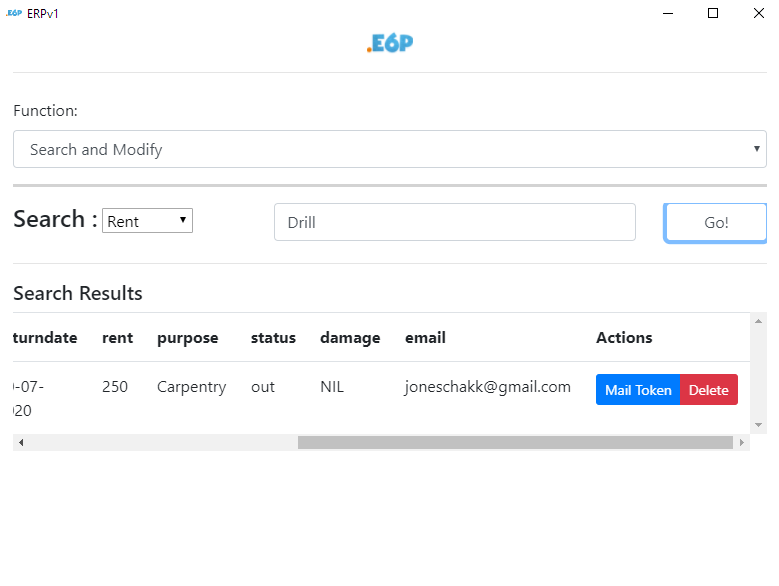 .E6P ERPv1
.E6P
Function:
Search and Modify
Search : Rent Drill Go!
Search Results
turndate rent purpose status damage email Actions
-07- 250 Carpentry out NIL joneschakk@gmail.com Mail Token Delete
020